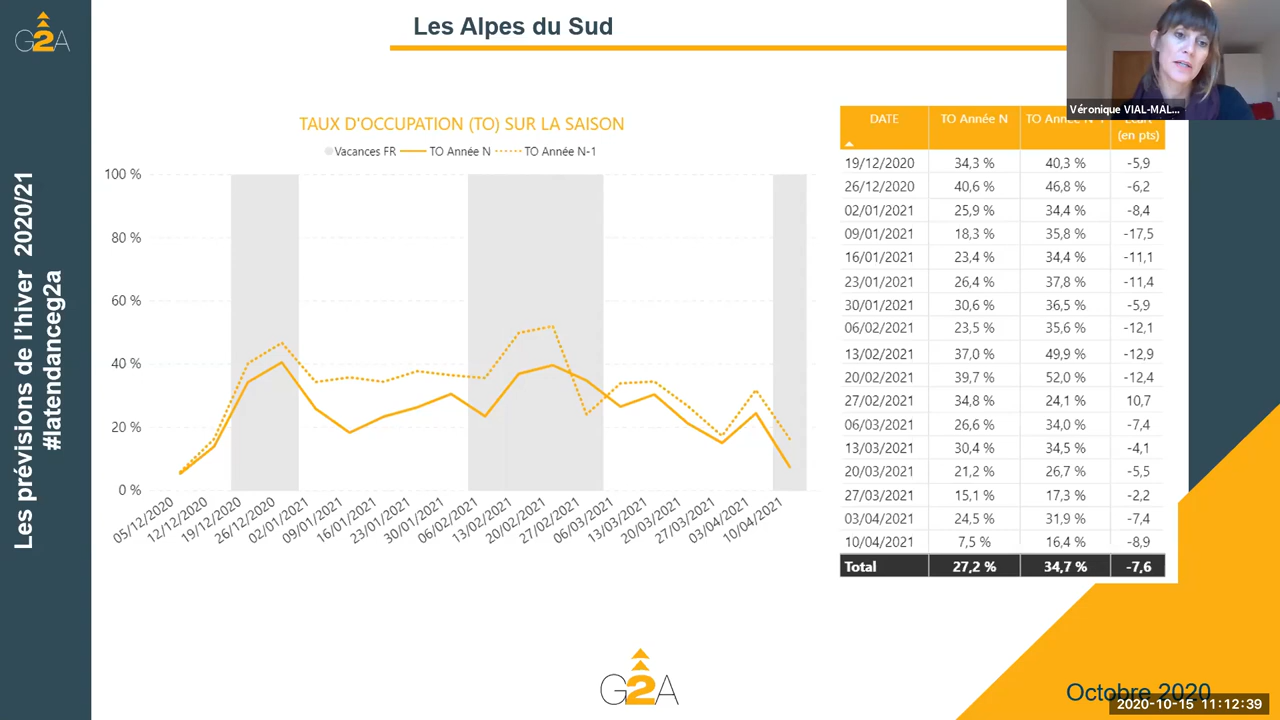 G2A
Les Alpes du Sud
Véronique VIAL-MAL...
Les prévisions de l'hiver 2020/21
#latendanceg2a
TAUX D'OCCUPATION (TO) SUR LA SAISON
Vacances FR TO Année N TO Année N-1
100 %
80 %
60 %
40 %
20 %
0 %
05/12/2020 12/12/2020 19/12/2020 26/12/2020 02/01/2021 09/01/2021 16/01/2021 23/01/2021 30/01/2021 06/02/2021 13/02/2021 20/02/2021 27/02/2021 06/03/2021 13/03/2021 20/03/2021 27/03/2021 03/04/2021 10/04/2021
DATE TO Année N TO Année N-1
(en pts)
19/12/2020 34,3 % 40,3 % -5,9
26/12/2020 40,6 % 46,8 % -6,2
02/01/2021 25,9 % 34,4 % -8,4
09/01/2021 18,3 % 35,8 % -17,5
16/01/2021 23,4 % 34,4 % -11,1
23/01/2021 26,4 % 37,8 % -11,4
30/01/2021 30,6 % 36,5 % -5,9
06/02/2021 23,5 % 35,6 % -12,1
13/02/2021 37,0 % 49,9 % -12,9
20/02/2021 39,7 % 52,0 % -12,4
27/02/2021 34,8 % 24,1 % 10,7
06/03/2021 26,6 % 34,0 % -7,4
13/03/2021 30,4 % 34,5 % -4,1
20/03/2021 21,2 % 26,7 % -5,5
27/03/2021 15,1 % 17,3 % -2,2
03/04/2021 24,5 % 31,9 % -7,4
10/04/2021 7,5 % 16,4 % -8,9
Total 27,2 % 34,7 % -7,6
G2A
Octobre 2020
2020-10-15 11:12:39